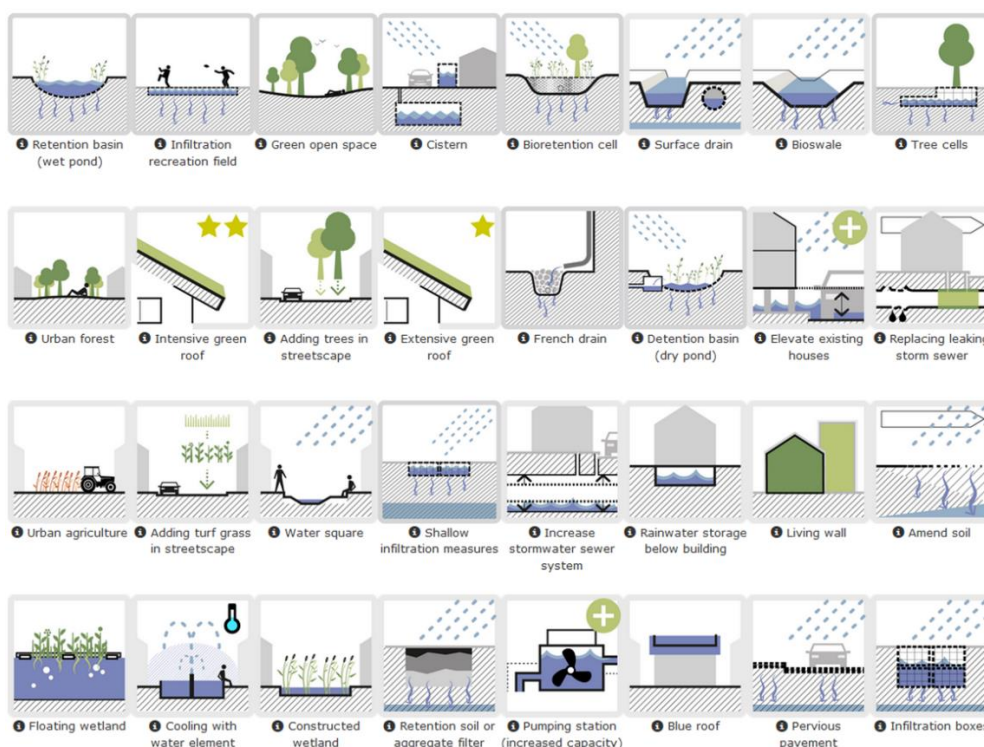 Retention basin (wet pond)
Infiltration recreation field
Green open space
Cistern
Bioretention cell
Surface drain
Bioswale
Tree cells
Urban forest
Intensive green roof
Adding trees in streetscape
Extensive green roof
French drain
Detention basin (dry pond)
Elevate existing houses
Replacing leaking storm sewer
Urban agriculture
Adding turf grass in streetscape
Water square
Shallow infiltration measures
Increase stormwater sewer system
Rainwater storage below building
Living wall
Amend soil
Floating wetland
Cooling with water element
Constructed wetland
Retention soil or aggregate filter
Pumping station (increased capacity)
Blue roof
Pervious pavement
Infiltration boxes